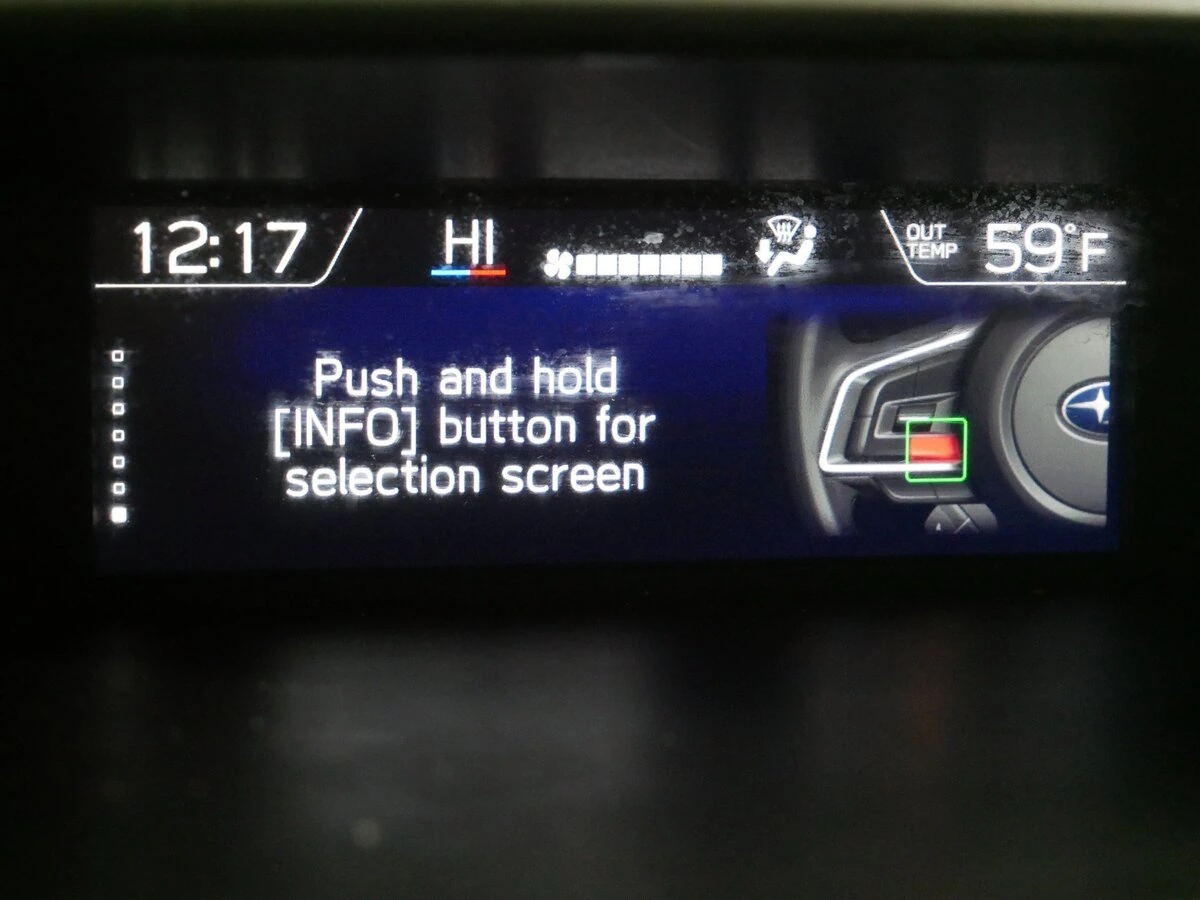 12:17
HI
OUT
TEMP
59°F
Push and hold
[INFO] button for
selection screen